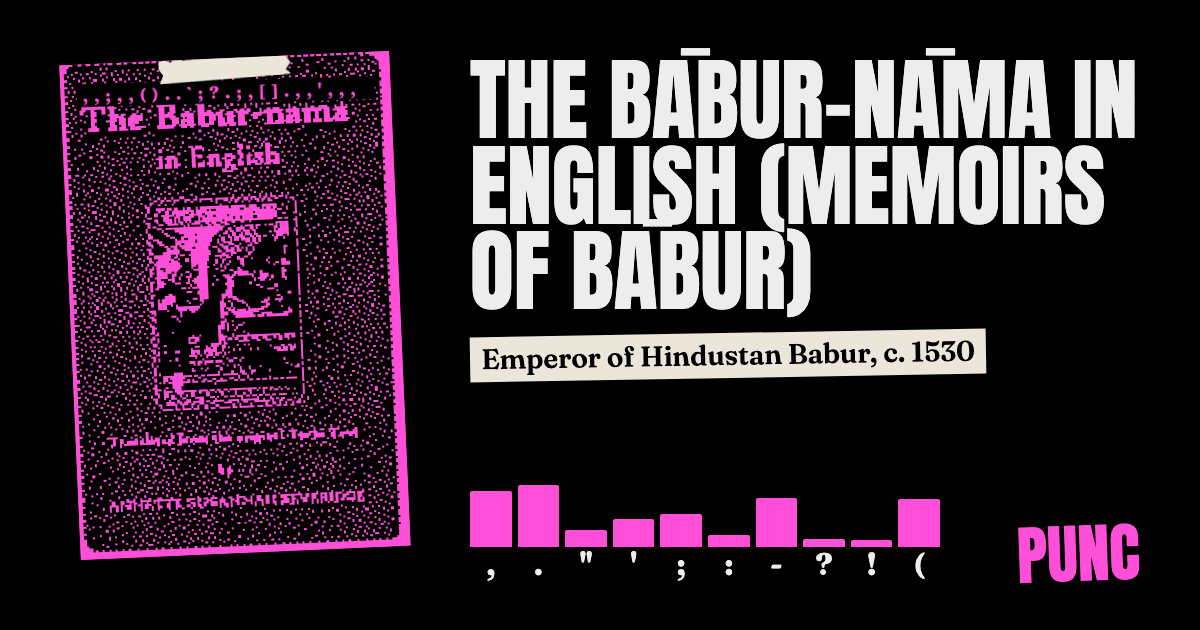 ,,;,,()..`;?.;,[].,,',,,
The Babur-nama
in English
THE BĀBUR-NĀMA IN
ENGLISH (MEMOIRS
OF BĀBUR)
Emperor of Hindustan Babur, c. 1530
, . " ' ; : - ? ! (
PUNC